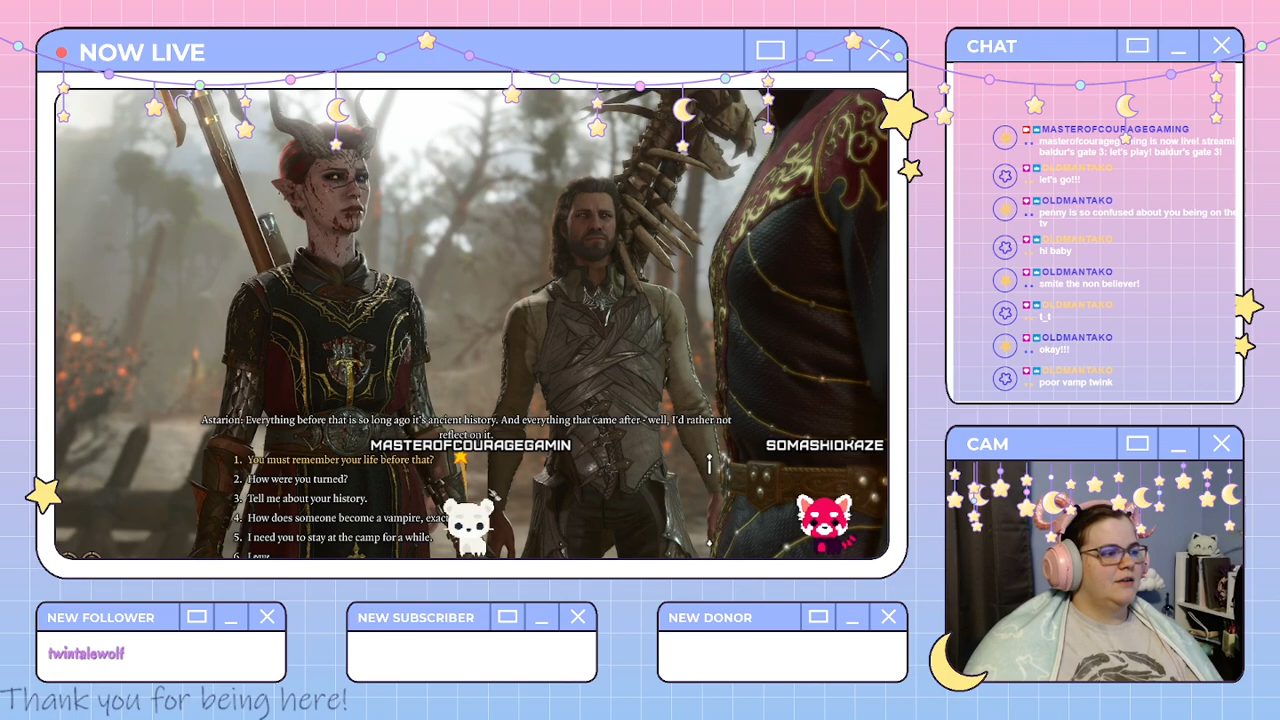 NOW LIVE
Astarion: Everything before that is so long ago it's ancient history. And everything that came after - well, I'd rather not
reflect on it.
MASTEROFCOURAGEGAMIN
SOMASHIOKAZE
1. You must remember your life before that?
2. How were you turned?
3. Tell me about your history.
4. How does someone become a vampire, exac
5. I need you to stay at the camp for a while.
6. Leave
CHAT
MASTEROFCOURAGEGAMING
masterofcouragegaming is now live! streami
baldur's gate 3: let's play! baldur's gate 3!
OLDMANTAKO
let's go!!!
OLDMANTAKO
penny is so confused about you being on the
tv
OLDMANTAKO
hi baby
OLDMANTAKO
smite the non believer!
OLDMANTAKO
t_t
OLDMANTAKO
okay!!!
OLDMANTAKO
poor vamp twink
CAM
NEW FOLLOWER
twintalewolf
NEW SUBSCRIBER
NEW DONOR
Thank you for being here!